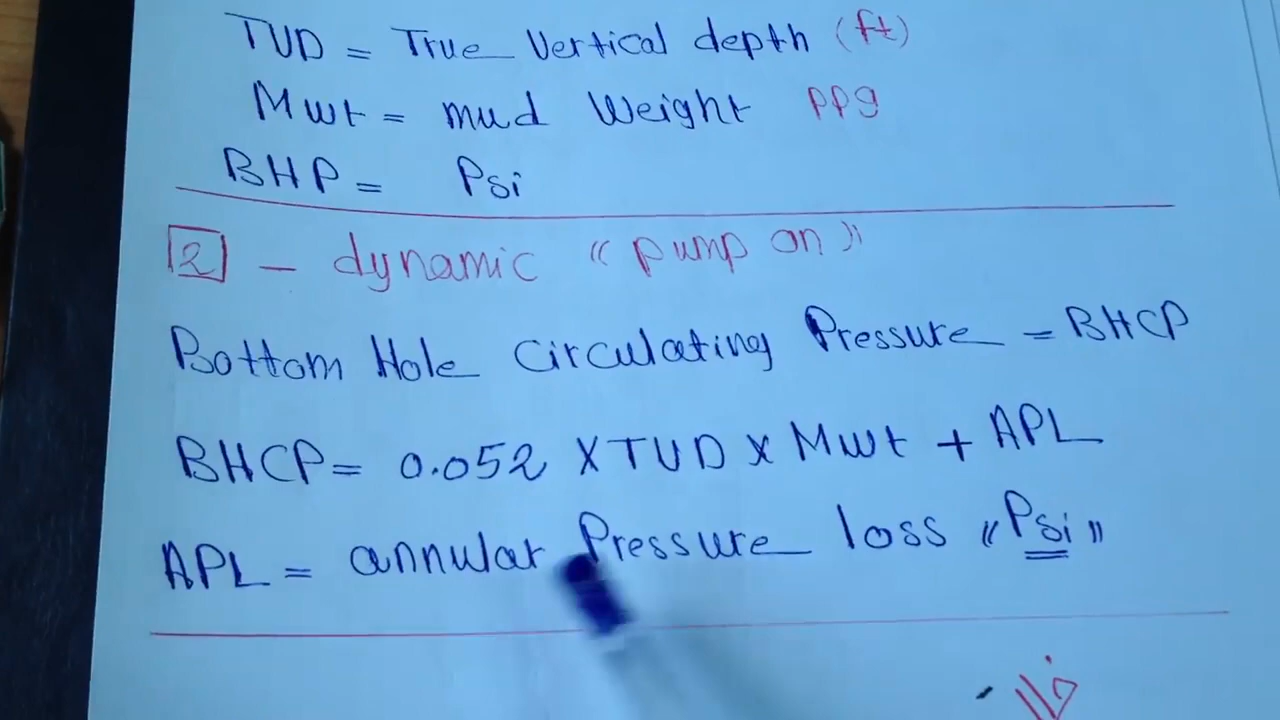 TVD = True Vertical depth (ft)
Mwt = mud Weight ppg
BHP = Psi
2 - dynamic "pump on"
Bottom Hole Circulating Pressure = BHCP
BHCP = 0.052 X TVD X Mwt + APL
APL = annular Pressure loss "Psi"